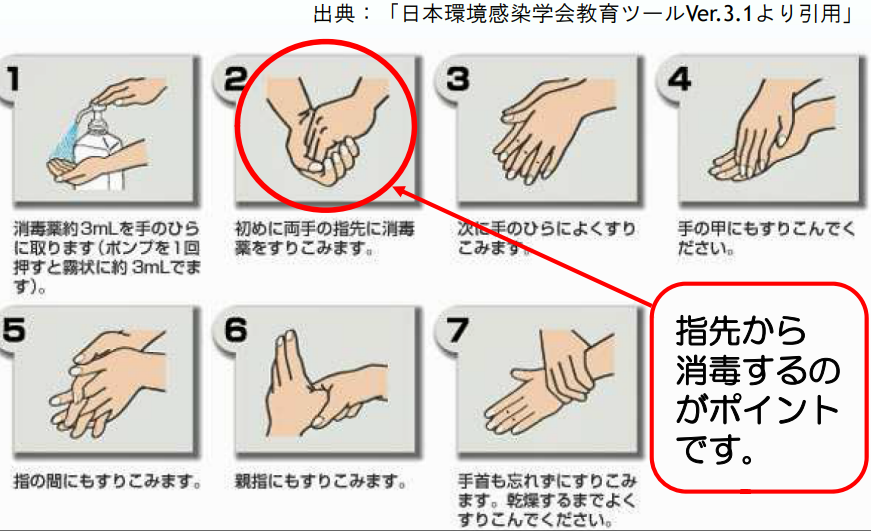 出典：「日本環境感染学会教育ツールVer.3.1より引用」
1
消毒薬約3mLを手のひら
に取ります(ポンプを1回
押すと霧状に約 3mLでま
す)。
2
初めに両手の指先に消毒
薬をすりこみます。
3
次に手のひらによくすり
こみます。
4
手の甲にもすりこんでく
ださい。
5
指の間にもすりこみます。
6
親指にもすりこみます。
7
手首も忘れずにすりこみ
ます。乾燥するまでよく
すりこんでください。
指先から
消毒するの
がポイント
です。